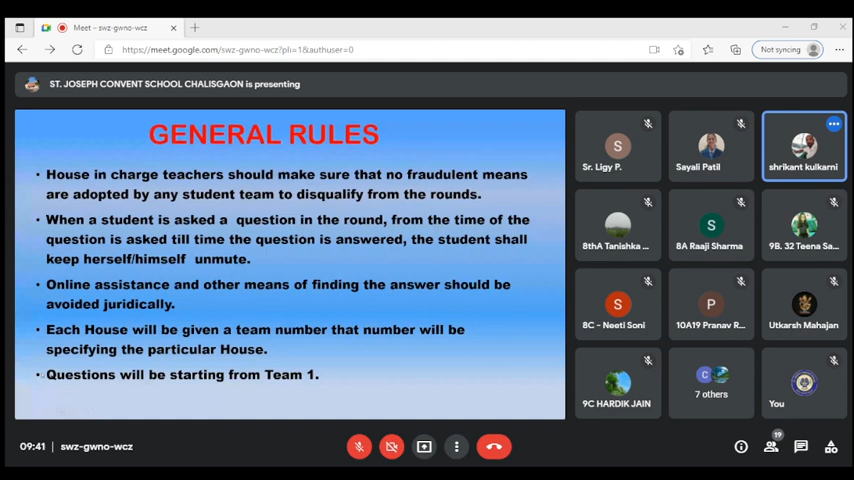 Meet – swz-gwno-wcz
https://meet.google.com/swz-gwno-wcz?pli=1&authuser=0
Not syncing
ST. JOSEPH CONVENT SCHOOL CHALISGAON is presenting
GENERAL RULES
• House in charge teachers should make sure that no fraudulent means
are adopted by any student team to disqualify from the rounds.
• When a student is asked a question in the round, from the time of the
question is asked till time the question is answered, the student shall
keep herself/himself unmute.
• Online assistance and other means of finding the answer should be
avoided juridically.
• Each House will be given a team number that number will be
specifying the particular House.
• Questions will be starting from Team 1.
S
Sr. Ligy P.
Sayali Patil
shrikant kulkarni
8thA Tanishka ...
S
8A Raaji Sharma
9B. 32 Teena Sa...
S
8C - Neeti Soni
P
10A19 Pranav R...
Utkarsh Mahajan
9C HARDIK JAIN
C
7 others
You
09:41 | swz-gwno-wcz
19